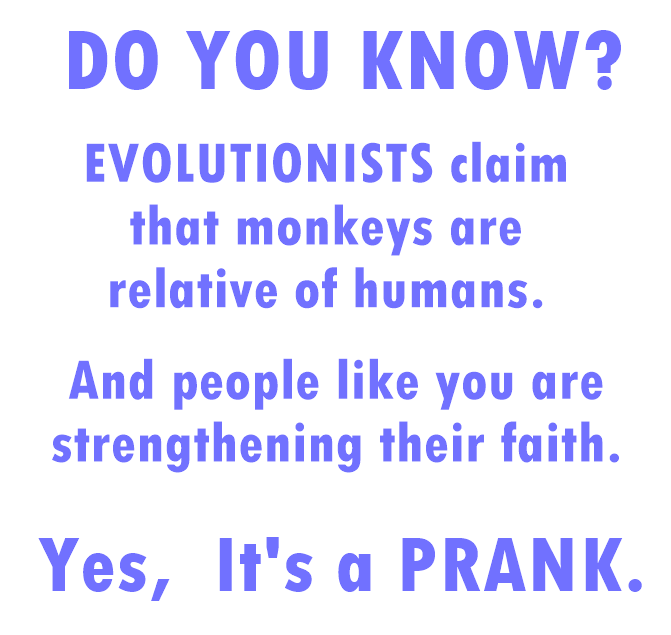 DO YOU KNOW?
EVOLUTIONISTS claim
that monkeys are
relative of humans.
And people like you are
strengthening their faith.
Yes, It's a PRANK.